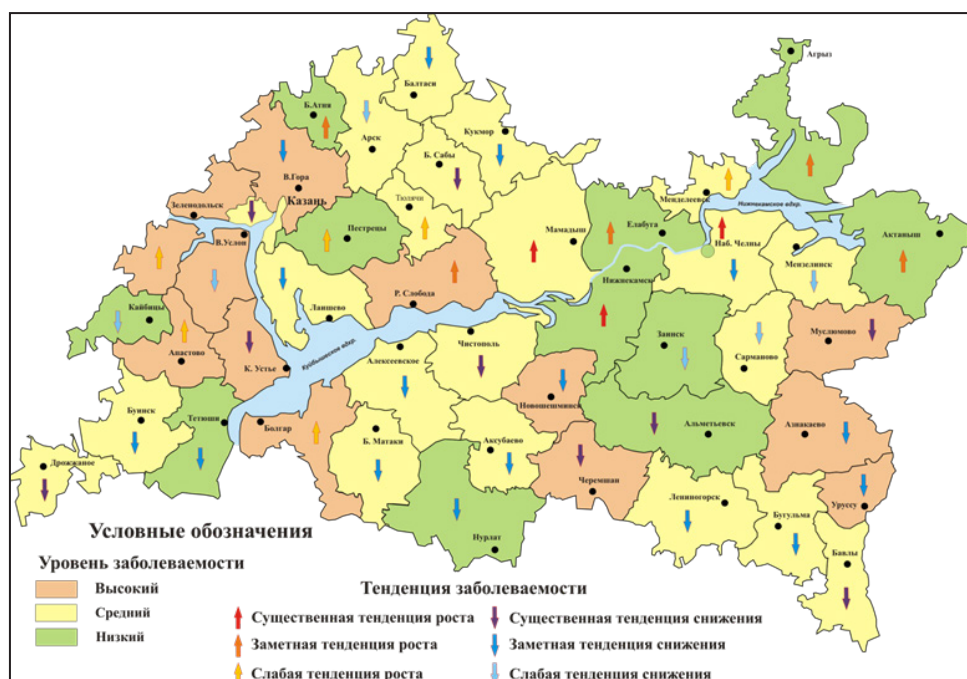 Агрыз
Балтаси
Б.Атня
Арск
Кукмор
Б. Сабы
В.Гора
Менделеевск
Нижнекамское вдхр.
Зеленодольск
Казань
Тюлячи
Мамадыш
Елабуга
Актаныш
В.Услон
Пестрецы
Наб. Челны
Мензелинск
Нижнекамск
Р. Слобода
Лаишево
Кайбицы
Куйбышевское вдхр.
Чистополь
Заинск
Муслюмово
Апастово
К. Устье
Алексеевское
Сарманово
Новошешминск
Буинск
Тетюши
Болгар
Б. Матаки
Аксубаево
Альметьевск
Азнакаево
Дрожжаное
Черемшан
Лениногорск
Уруссу
Бугульма
Нурлат
Бавлы
Условные обозначения
Уровень заболеваемости
Высокий
Средний
Низкий
Тенденция заболеваемости
Существенная тенденция роста
Заметная тенденция роста
Слабая тенденция роста
Существенная тенденция снижения
Заметная тенденция снижения
Слабая тенденция снижения